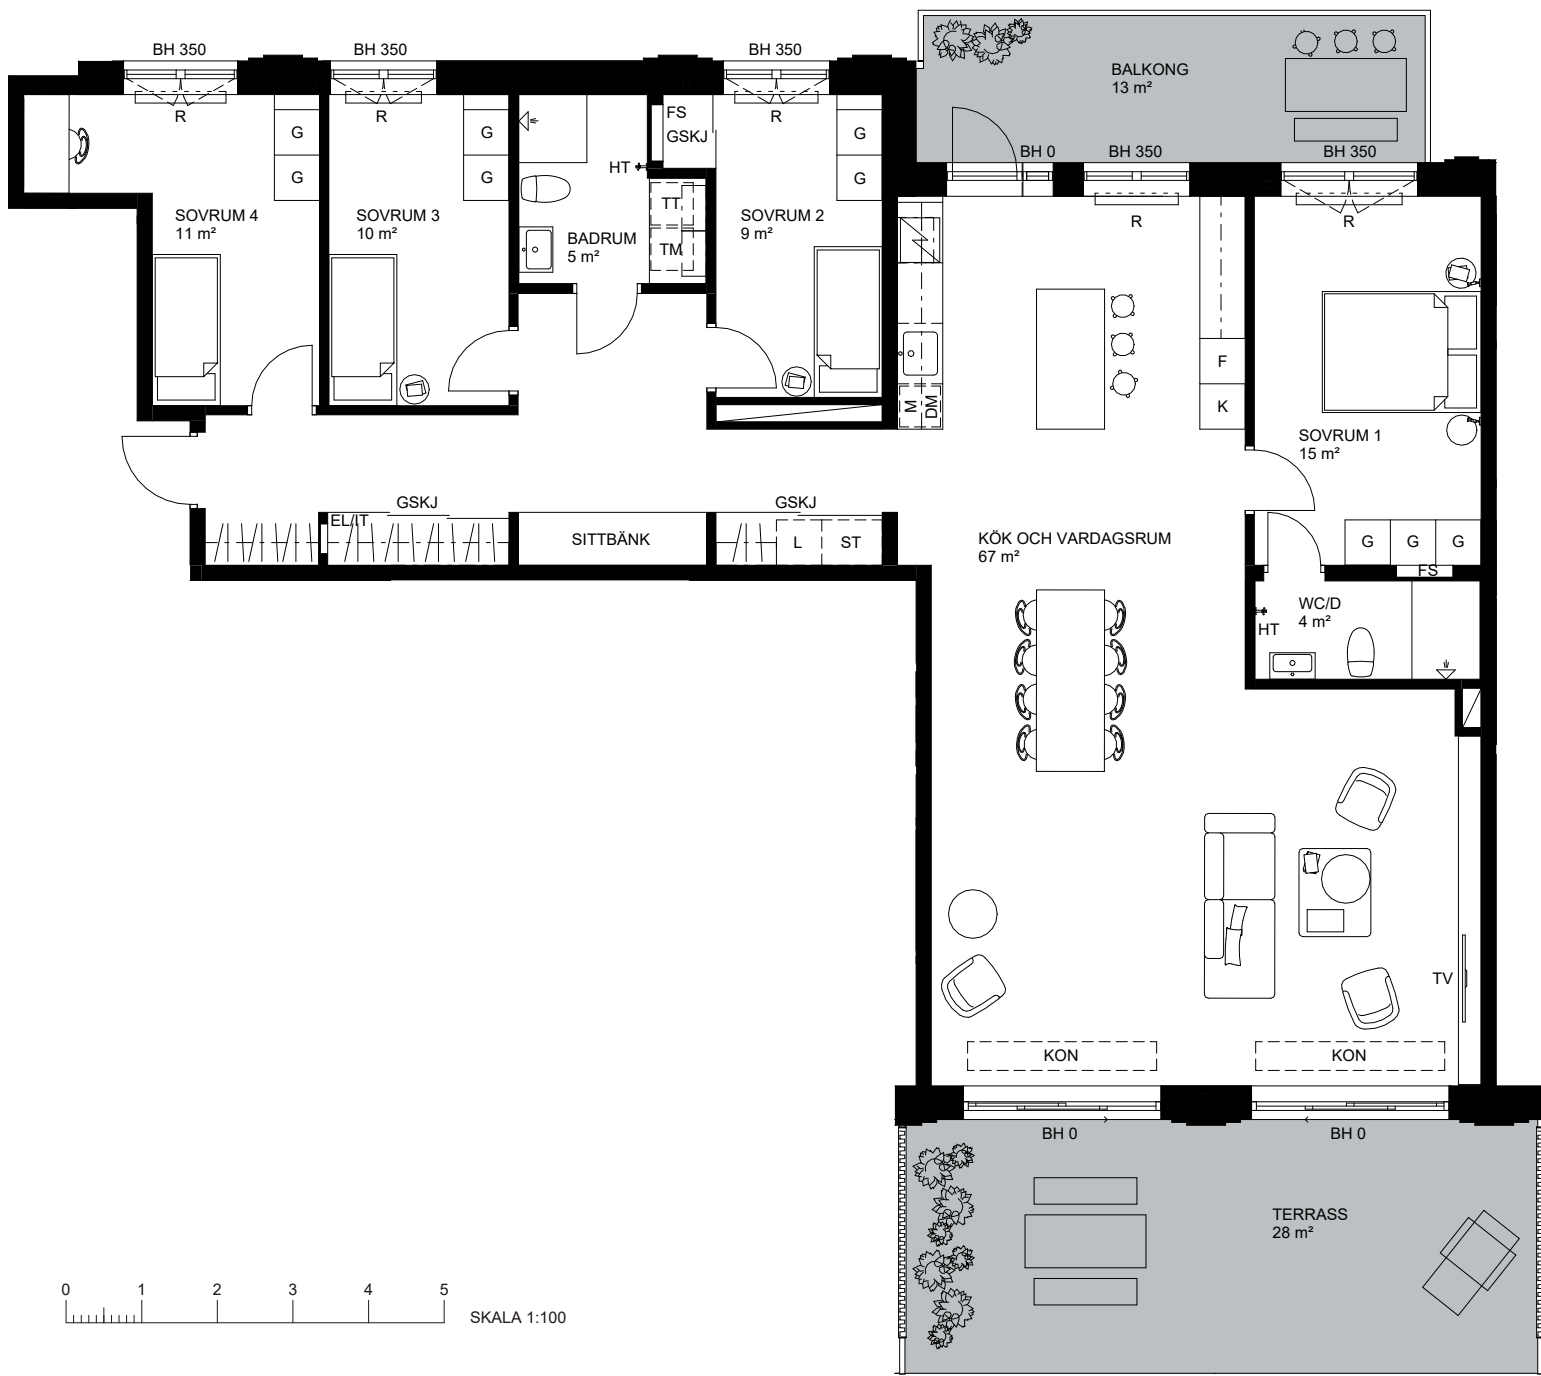 BH 350
BH 350
BH 350
BALKONG
13 m²
R
R
FS
GSKJ
R
G
G
G
HT
BH 0
BH 350
BH 350
G
G
G
TT
SOVRUM 4
11 m²
SOVRUM 3
10 m²
BADRUM
5 m²
TM
SOVRUM 2
9 m²
R
R
F
K
M
DM
SOVRUM 1
15 m²
GSKJ
GSKJ
EL/IT
SITTBÄNK
L
ST
KÖK OCH VARDAGSRUM
67 m²
G
G
G
FS
WC/D
4 m²
HT
TV
KON
KON
BH 0
BH 0
TERRASS
28 m²
0 1 2 3 4 5
SKALA 1:100